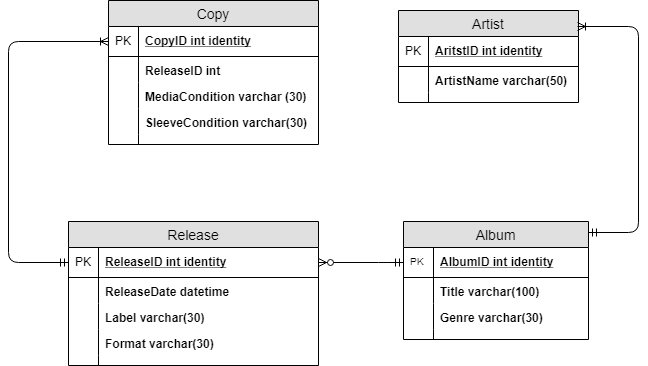 Copy
PK CopyID int identity
ReleaseID int
MediaCondition varchar (30)
SleeveCondition varchar(30)
Artist
PK AritstID int identity
ArtistName varchar(50)
Release
PK ReleaseID int identity
ReleaseDate datetime
Label varchar(30)
Format varchar(30)
Album
PK AlbumID int identity
Title varchar(100)
Genre varchar(30)